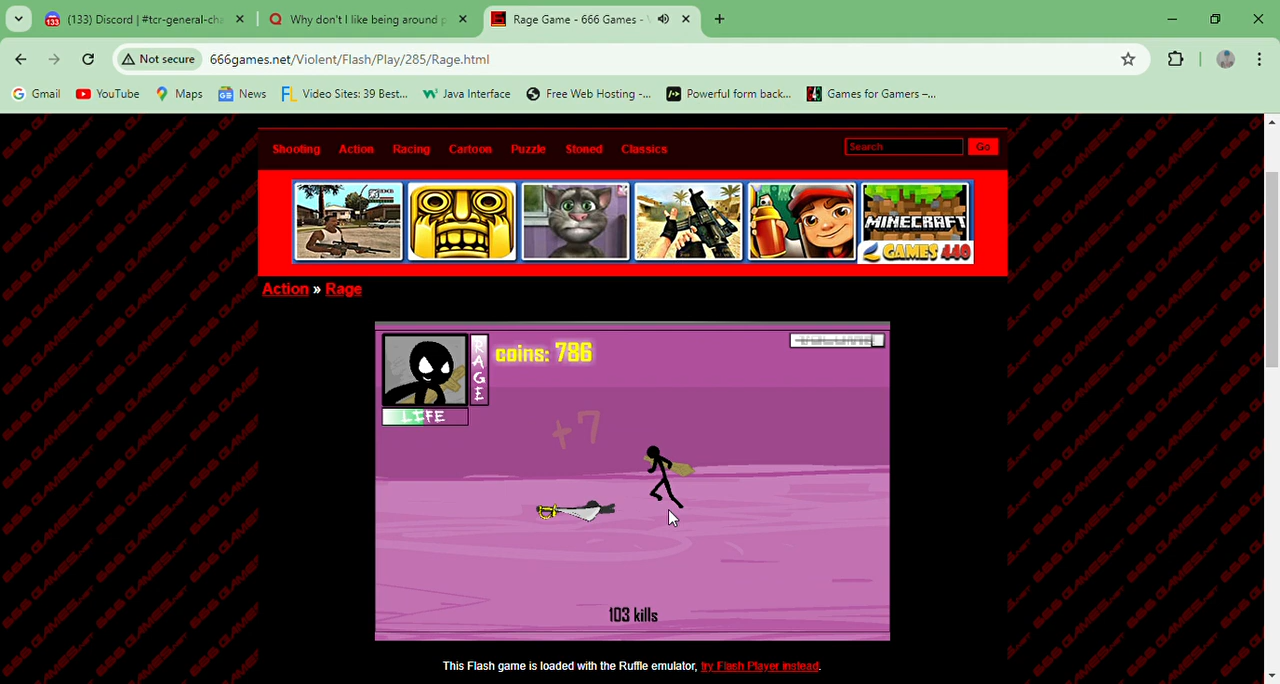 (133) Discord | #tcr-general-cha
Why don't I like being around p
Rage Game - 666 Games - V
Not secure
666games.net/Violent/Flash/Play/285/Rage.html
Gmail
YouTube
Maps
News
Video Sites: 39 Best...
Java Interface
Free Web Hosting -...
Powerful form back...
Games for Gamers –...
Shooting
Action
Racing
Cartoon
Puzzle
Stoned
Classics
Search
Go
MINECRAFT
GAMES 440
Action » Rage
RAGE
coins: 786
VOLUME
LIFE
+7
103 kills
This Flash game is loaded with the Ruffle emulator, try Flash Player instead.